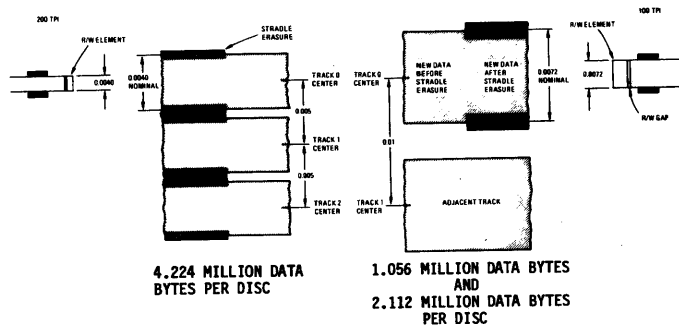 200 TPI
R/W ELEMENT
0.0040
0.0040
NOMINAL
STRADLE
ERASURE
TRACK 0
CENTER
0.005
TRACK 1
CENTER
0.005
TRACK 2
CENTER
4.224 MILLION DATA
BYTES PER DISC
100 TPI
R/W ELEMENT
NEW DATA
BEFORE
STRADLE
ERASURE
NEW DATA
AFTER
STRADLE
ERASURE
0.0072
NOMINAL
0.0072
R/W GAP
TRACK 0
CENTER
0.01
TRACK 1
CENTER
ADJACENT TRACK
1.056 MILLION DATA BYTES
AND
2.112 MILLION DATA BYTES
PER DISC